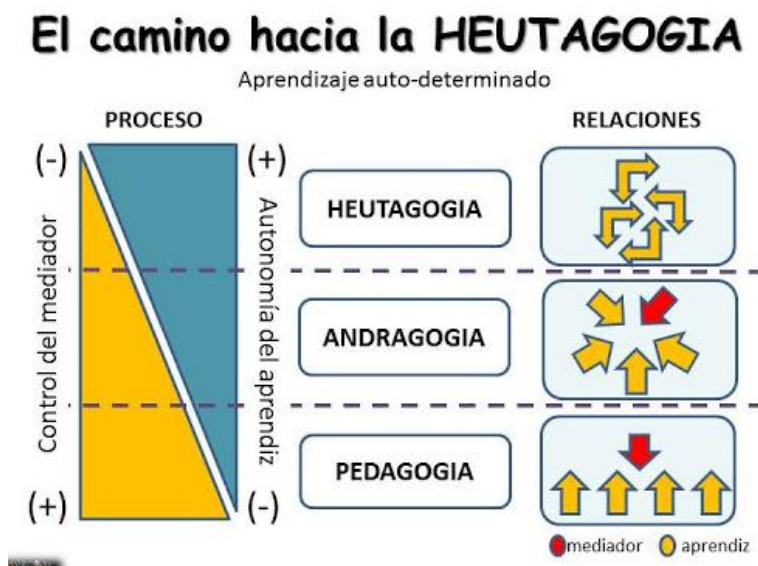 El camino hacia la HEUTAGOGIA
Aprendizaje auto-determinado
PROCESO
RELACIONES
(-)
(+)
Control del mediador
Autonomía del aprendiz
(+)
(-)
HEUTAGOGIA
ANDRAGOGIA
PEDAGOGIA
mediador
aprendiz